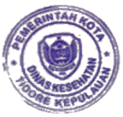 PEMERINTAH KOTA
DINAS KESEHATAN
TIDORE KEPULAUAN